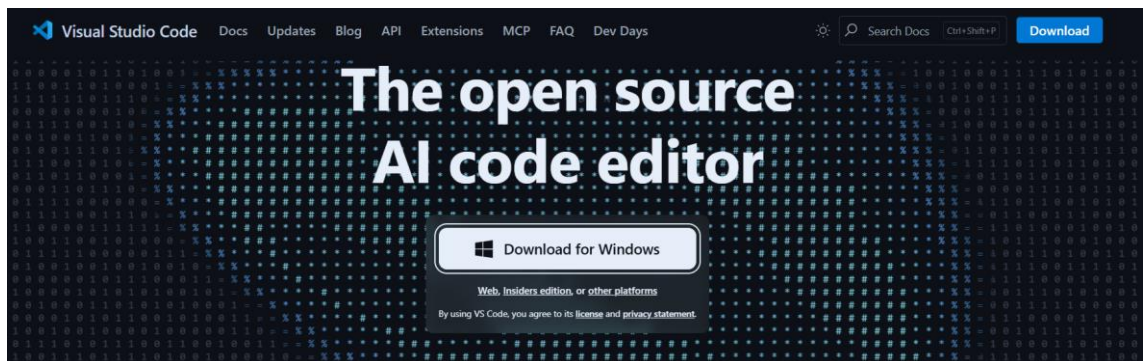 Visual Studio Code Docs Updates Blog API Extensions MCP FAQ Dev Days Search Docs Ctrl+Shift+P Download
The open source
AI code editor
Download for Windows
Web, Insiders edition, or other platforms
By using VS Code, you agree to its license and privacy statement.